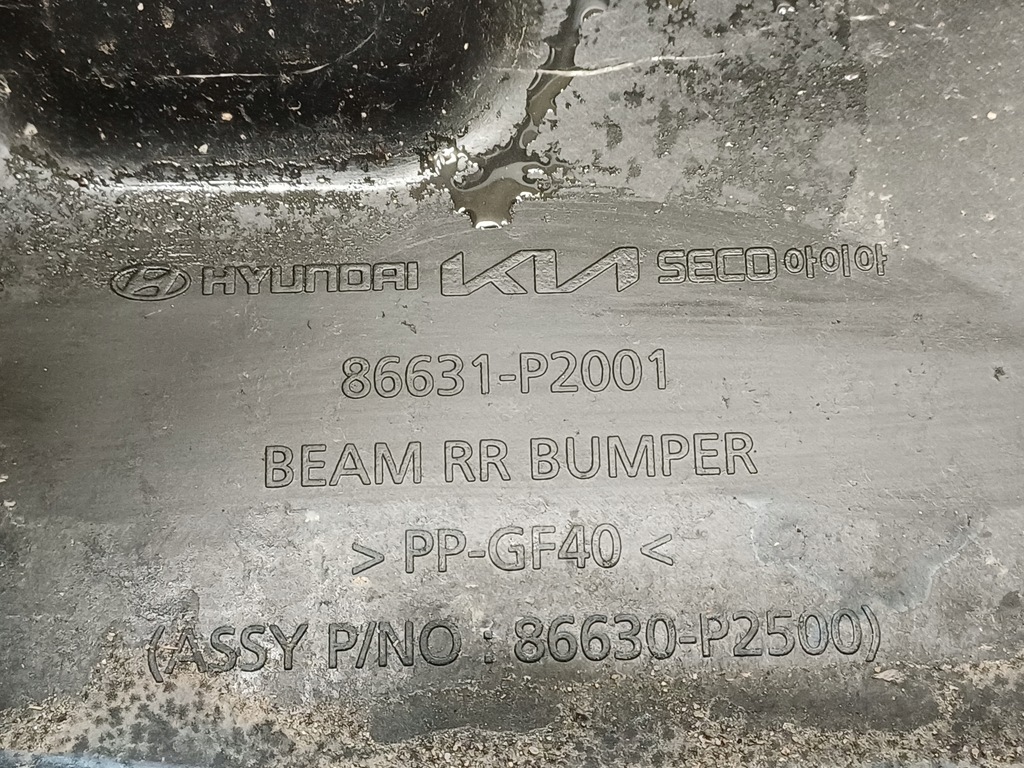 HYUNDAI KIA SECO아이아
86631-P2001
BEAM RR BUMPER
> PP-GF40 <
(ASSY P/NO : 86630-P2500)